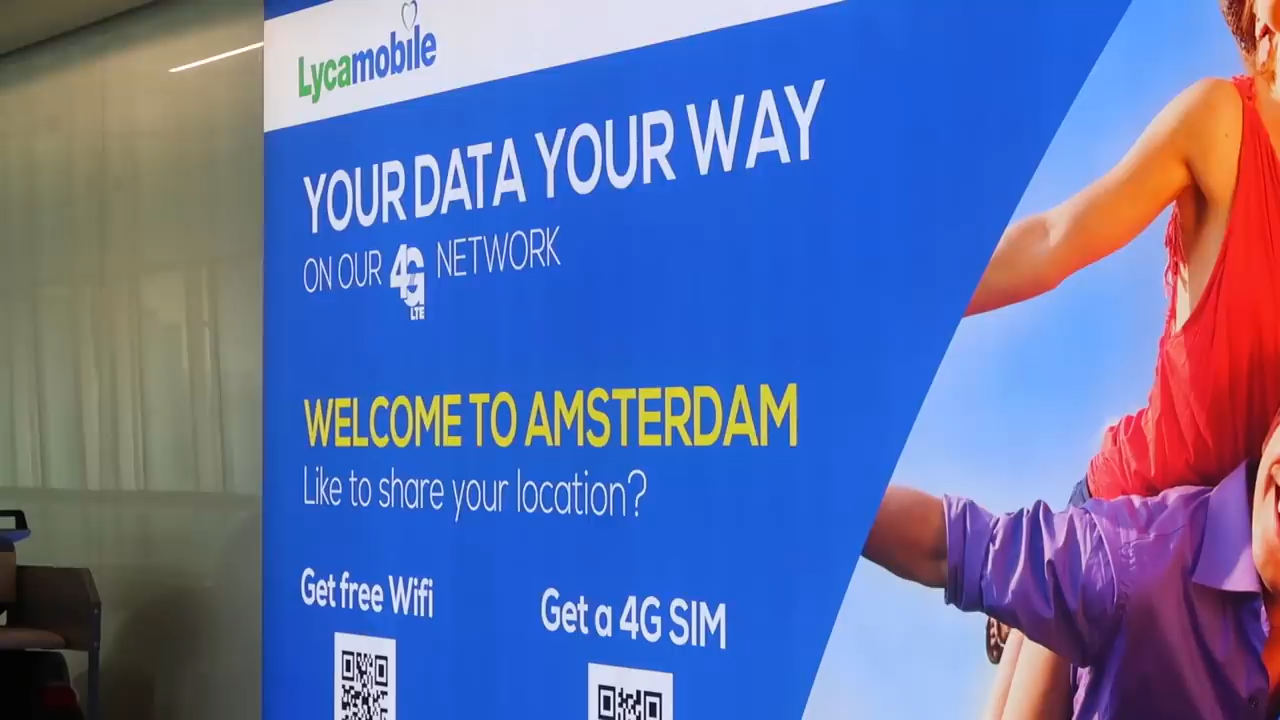 Lycamobile
YOUR DATA YOUR WAY
ON OUR 4G LTE NETWORK
WELCOME TO AMSTERDAM
Like to share your location?
Get free Wifi
Get a 4G SIM